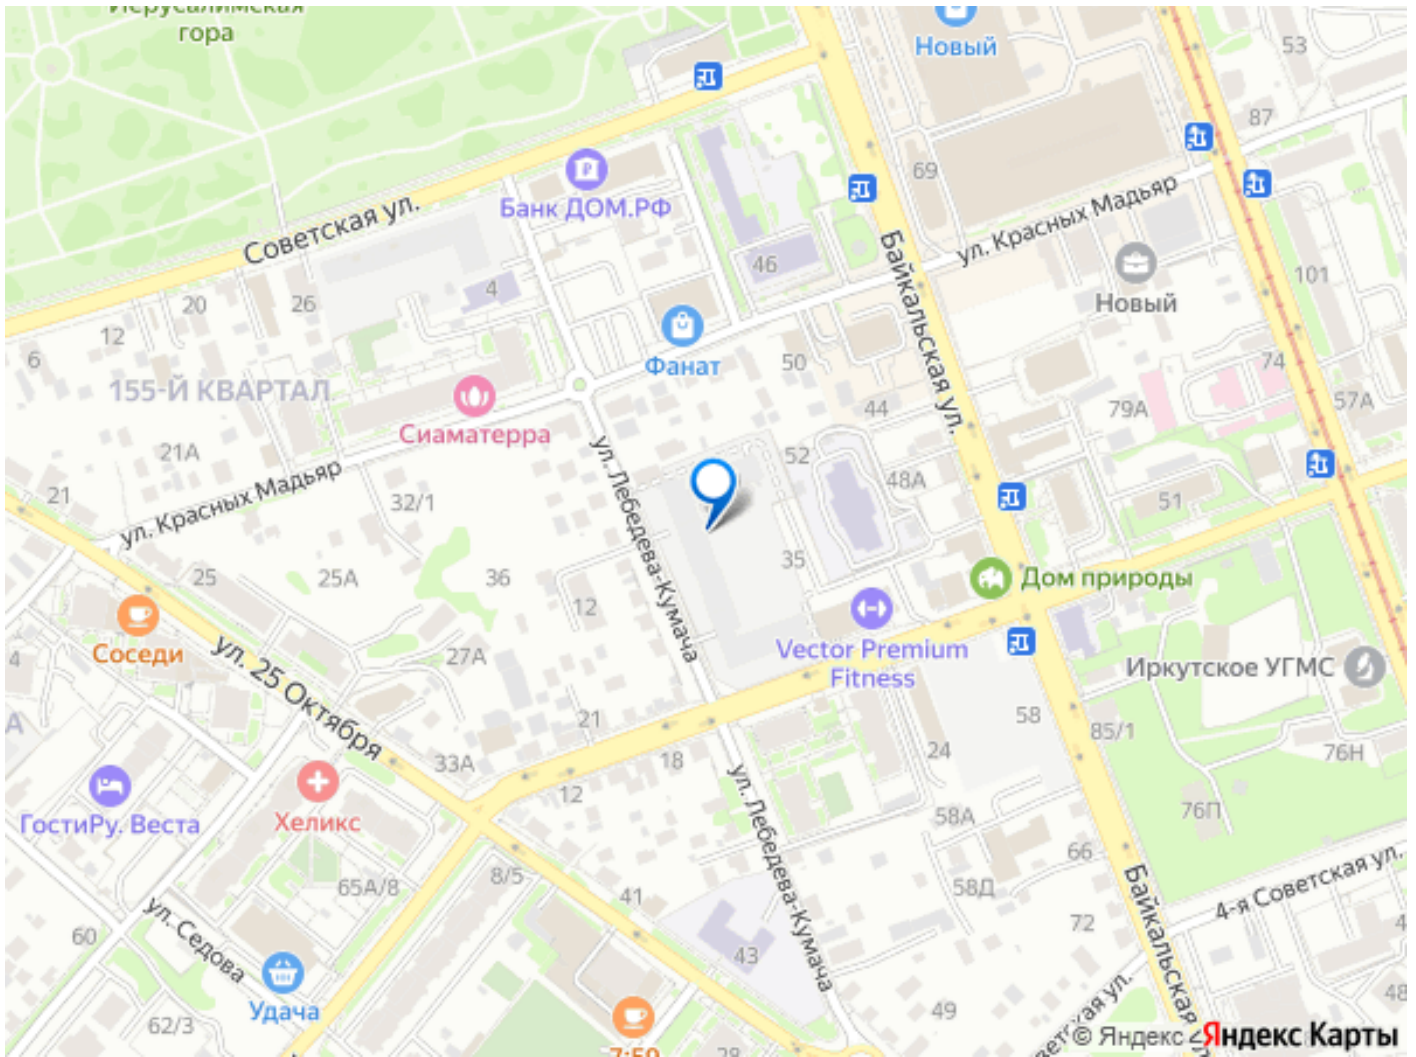 Иерусалимская
гора
Новый
53
87
69
Банк ДОМ.РФ
Советская ул.
ул. Красных Мадьяр
46
4
20
26
12
6
101
Новый
Байкальская ул.
Фанат
50
74
155-Й КВАРТАЛ
44
79А
57А
Сиаматерра
21А
52
48А
51
21
32/1
ул. Красных Мадьяр
ул. Лебедева-Кумача
35
25
25А
36
12
Дом природы
Соседи
4
27А
ул. 25 Октября
Vector Premium
Fitness
Иркутское УГМС
А
21
58
85/1
24
76Н
33А
18
12
ГостиРу. Веста
Хеликс
ул. Лебедева-Кумача
58А
76П
66
8/5
65А/8
41
58Д
4-я Советская ул.
Байкальская
72
60
ул. Седова
43
4
48
Удача
62/3
49
7:50
28
© Яндекс
Яндекс Карты